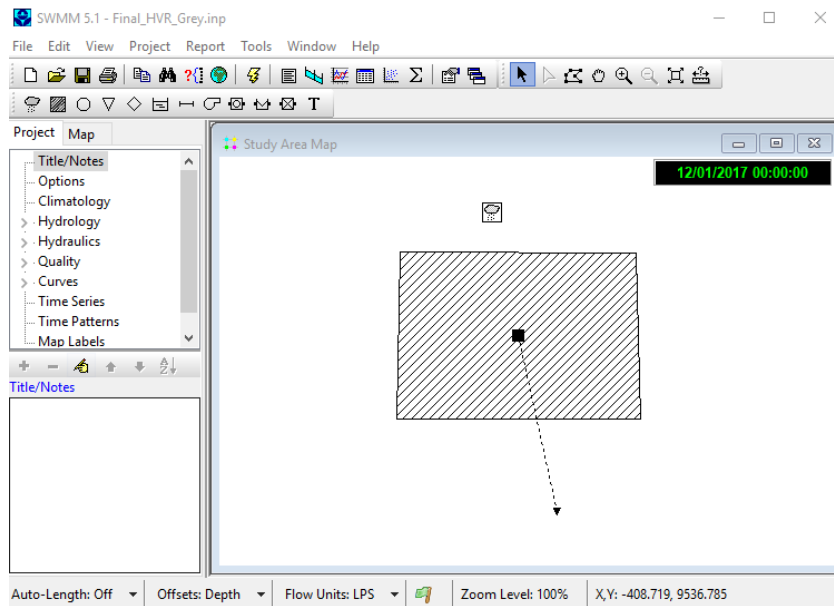 SWMM 5.1 - Final_HVR_Grey.inp
File Edit View Project Report Tools Window Help
?{}
Σ
T
Project Map
Study Area Map
12/01/2017 00:00:00
Title/Notes
Options
Climatology
Hydrology
Hydraulics
Quality
Curves
Time Series
Time Patterns
Map Labels
A
Z
Title/Notes
Auto-Length: Off Offsets: Depth Flow Units: LPS Zoom Level: 100% X,Y: -408.719, 9536.785